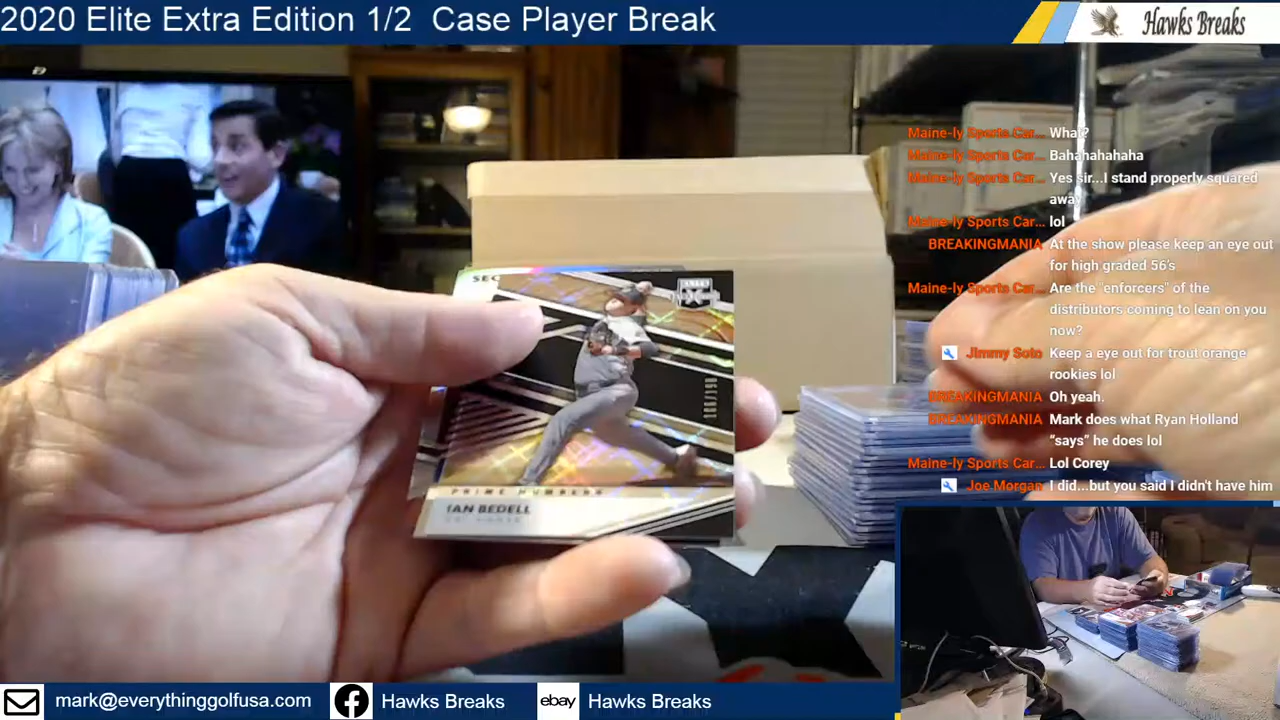 2020 Elite Extra Edition 1/2 Case Player Break
Hawks Breaks
Maine-ly Sports Car... What?
Maine-ly Sports Car... Bahahahahaha
Maine-ly Sports Car... Yes sir...I stand properly squared
away
Maine-ly Sports Car... lol
BREAKINGMANIA At the show please keep an eye out
for high graded 56's
Maine-ly Sports Car... Are the "enforcers" of the
distributors coming to lean on you
now?
Jimmy Solo Keep a eye out for trout orange
rookies lol
BREAKINGMANIA Oh yeah.
BREAKINGMANIA Mark does what Ryan Holland
"says" he does lol
Maine-ly Sports Car... Lol Corey
Joe Morgan I did...but you said I didn't have him
SEC
PRIME NUMBERS
IAN BEDELL
mark@everythinggolfusa.com
Hawks Breaks
ebay
Hawks Breaks